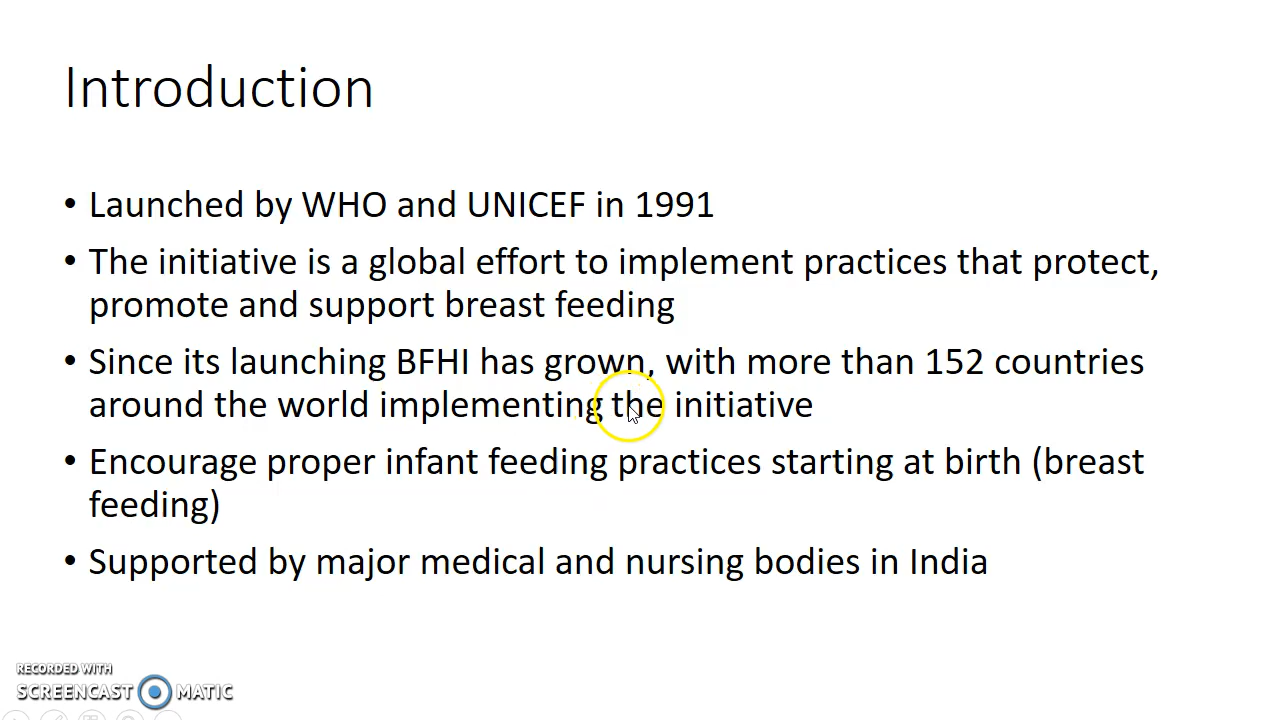 Introduction
• Launched by WHO and UNICEF in 1991
• The initiative is a global effort to implement practices that protect,
promote and support breast feeding
• Since its launching BFHI has grown, with more than 152 countries
around the world implementing the initiative
• Encourage proper infant feeding practices starting at birth (breast
feeding)
• Supported by major medical and nursing bodies in India
RECORDED WITH
SCREENCAST MATIC